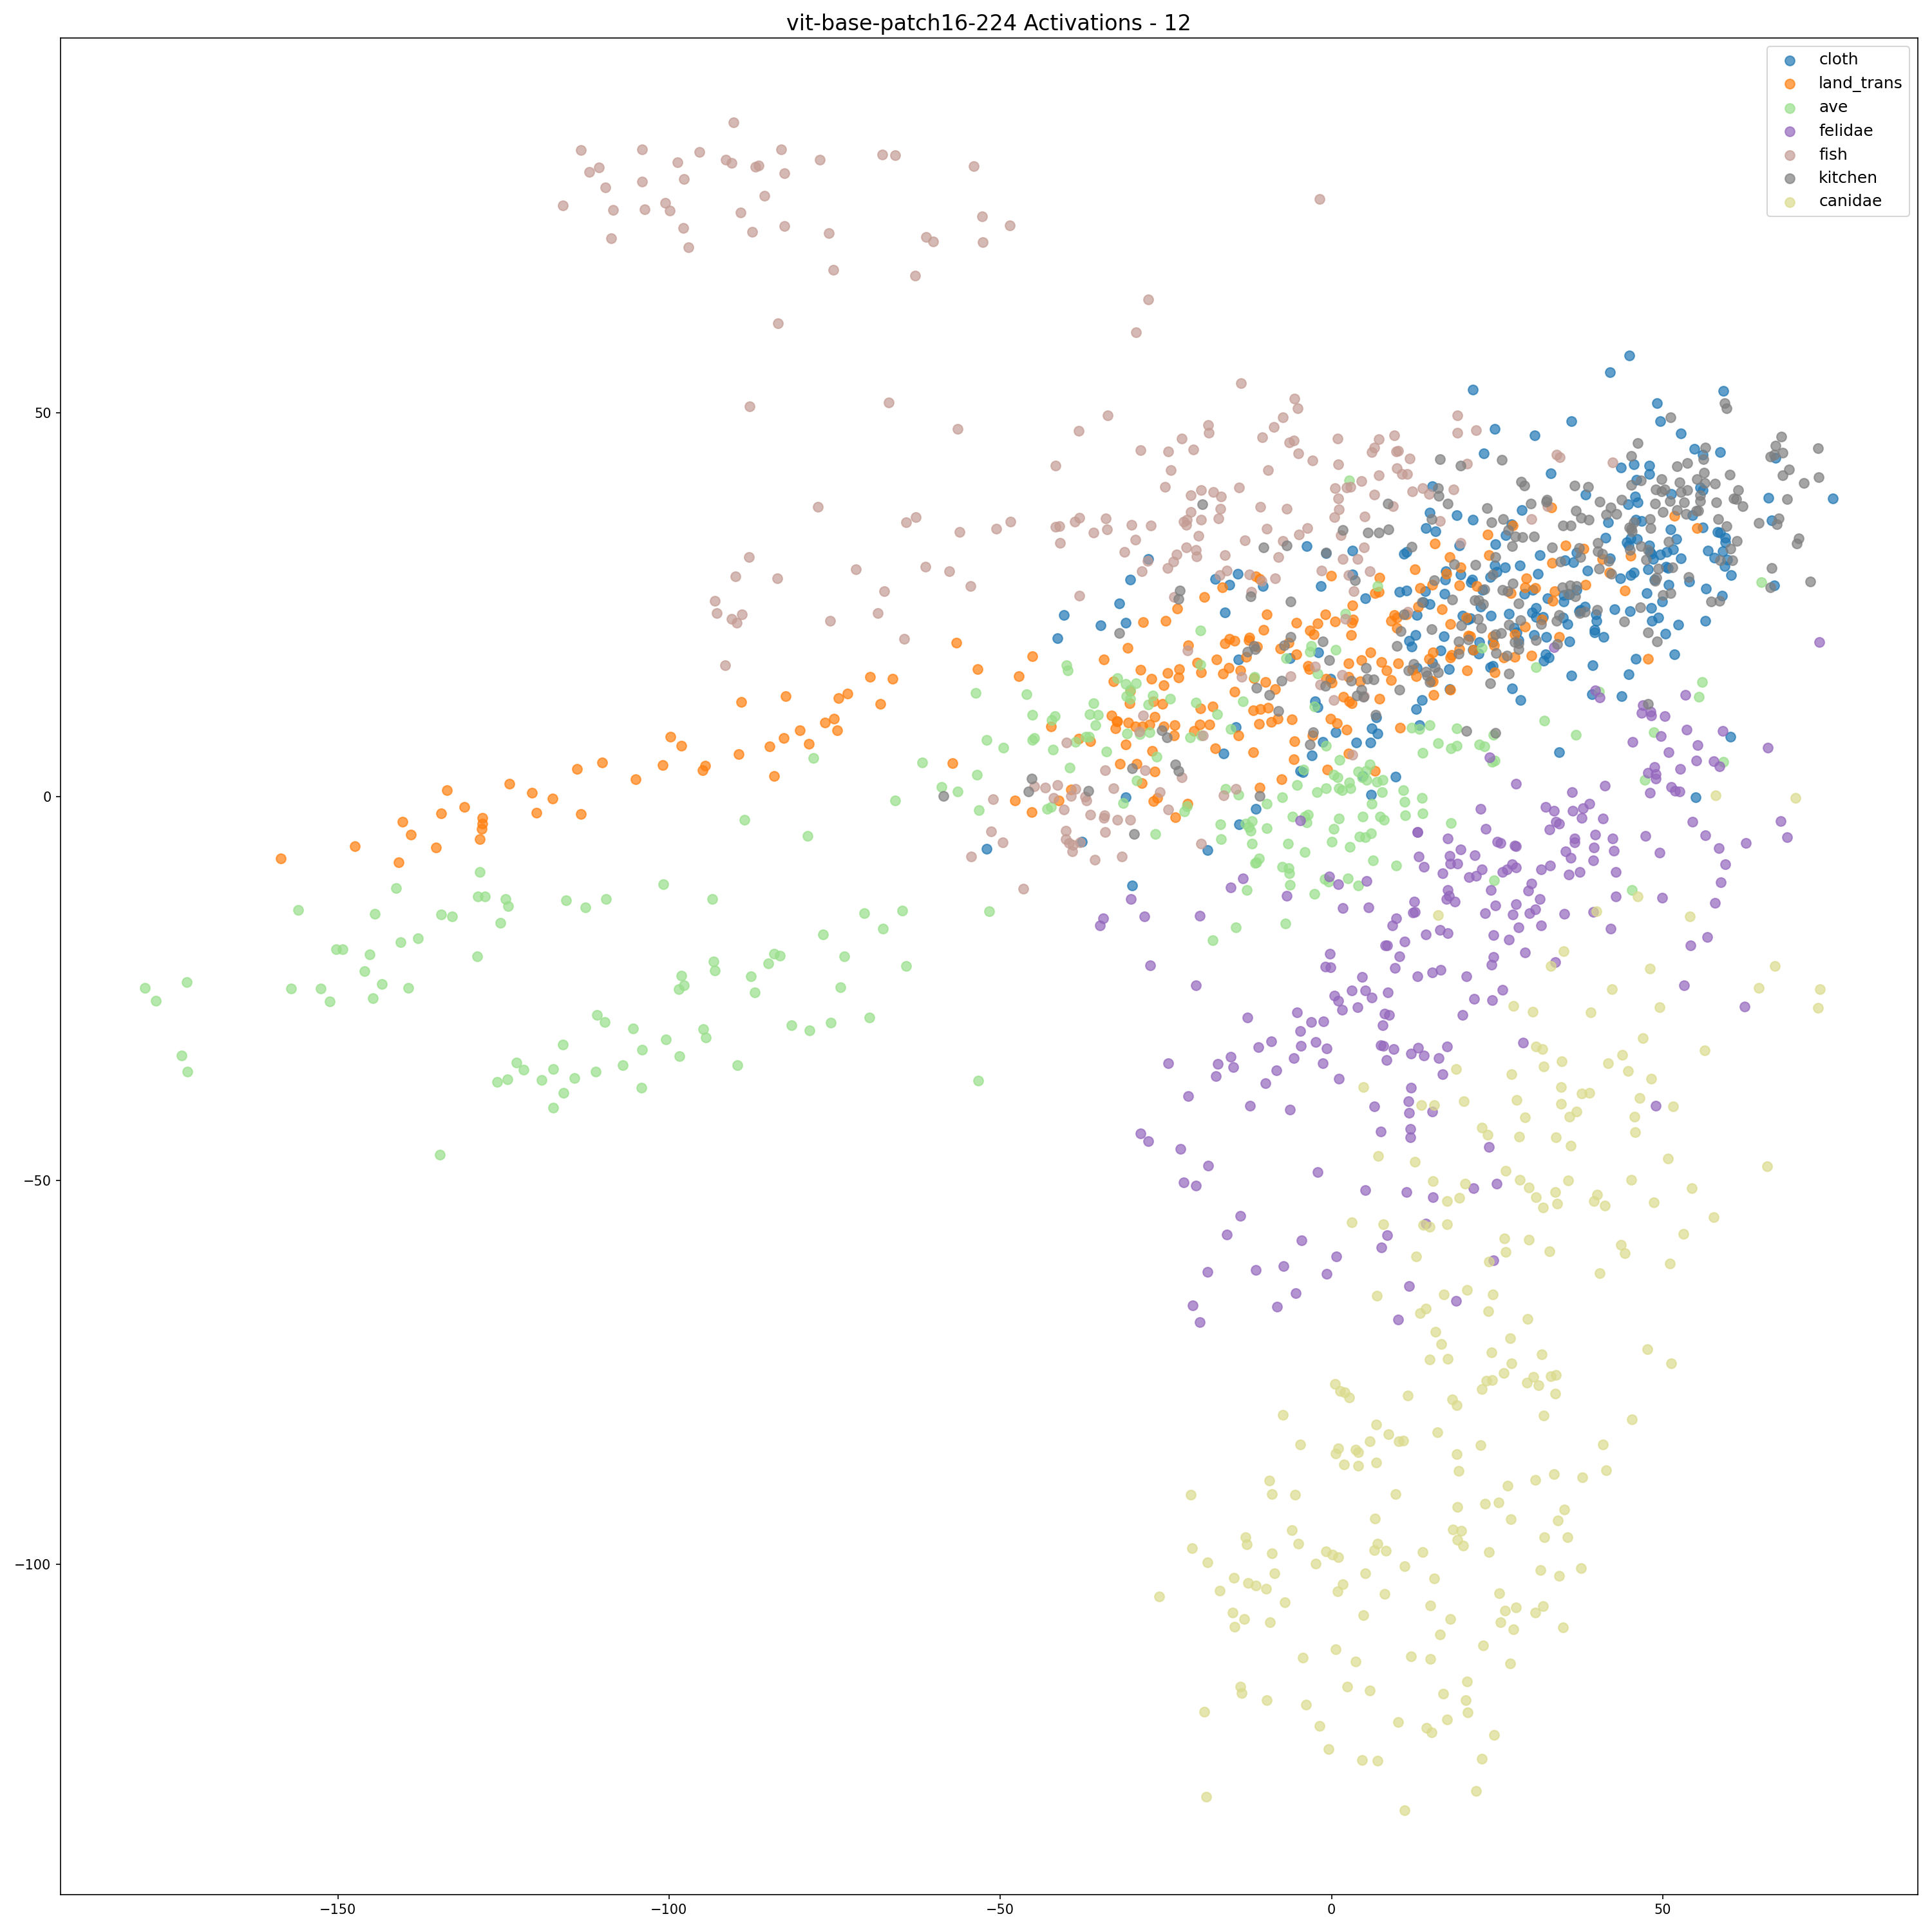 vit-base-patch16-224 Activations - 12
cloth
land_trans
ave
felidae
fish
kitchen
canidae
50
0
−50
−100
−150
−100
−50
0
50